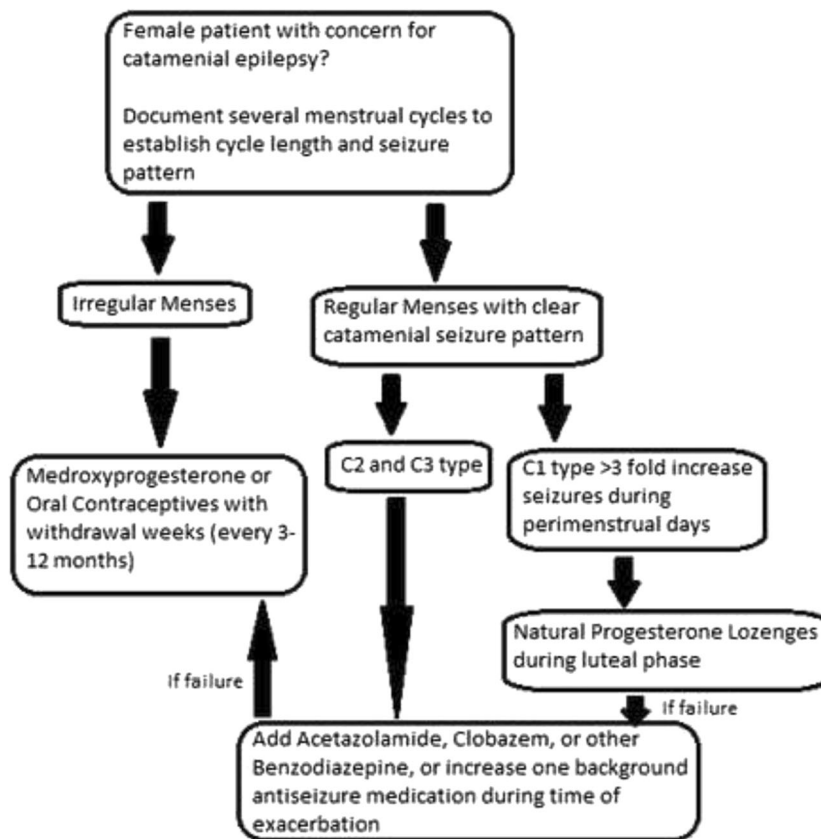 Female patient with concern for
catamenial epilepsy?
Document several menstrual cycles to
establish cycle length and seizure
pattern
Irregular Menses
Regular Menses with clear
catamenial seizure pattern
Medroxyprogesterone or
Oral Contraceptives with
withdrawal weeks (every 3-
12 months)
C2 and C3 type
C1 type >3 fold increase
seizures during
perimenstrual days
Natural Progesterone Lozenges
during luteal phase
If failure
If failure
Add Acetazolamide, Clobazem, or other
Benzodiazepine, or increase one background
antiseizure medication during time of
exacerbation